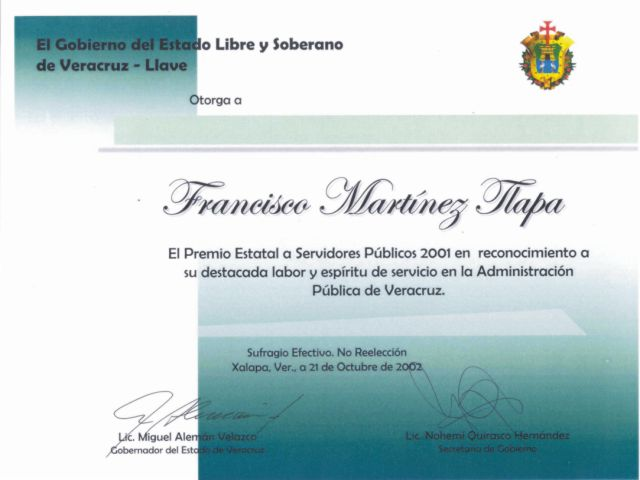 El Gobierno del Estado Libre y Soberano
de Veracruz - Llave
Otorga a
Francisco Martínez Tlapa
El Premio Estatal a Servidores Públicos 2001 en reconocimiento a
su destacada labor y espíritu de servicio en la Administración
Pública de Veracruz.
Sufragio Efectivo. No Reelección
Xalapa, Ver., a 21 de Octubre de 2002
Lic. Miguel Alemán Velazco
Gobernador del Estado de Veracruz
Lic. Nohemi Quirasco Hernández
Secretaria de Gobierno